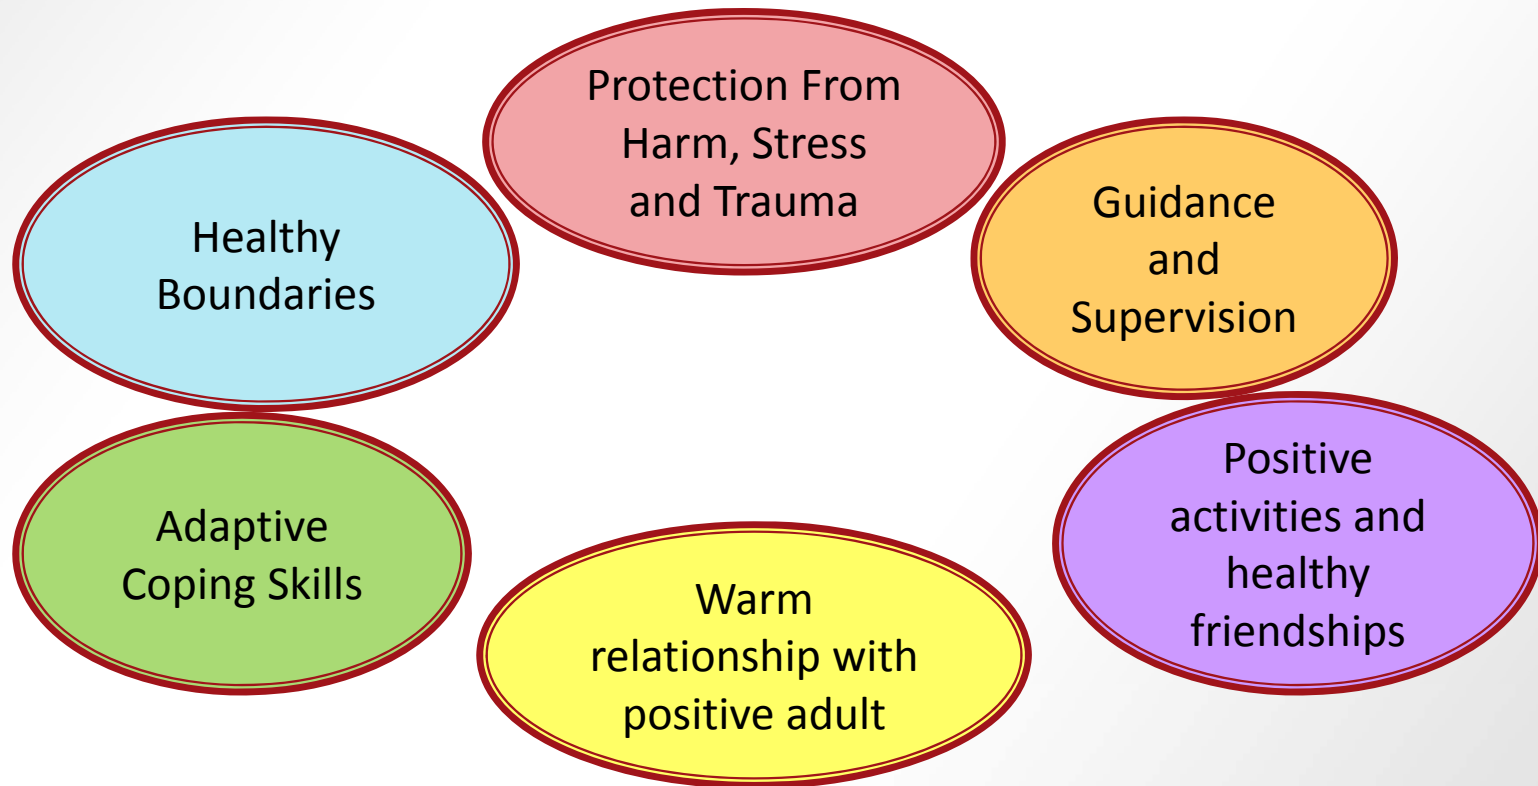 Protection From
Harm, Stress
and Trauma
Guidance
and
Supervision
Positive
activities and
healthy
friendships
Warm
relationship with
positive adult
Adaptive
Coping Skills
Healthy
Boundaries